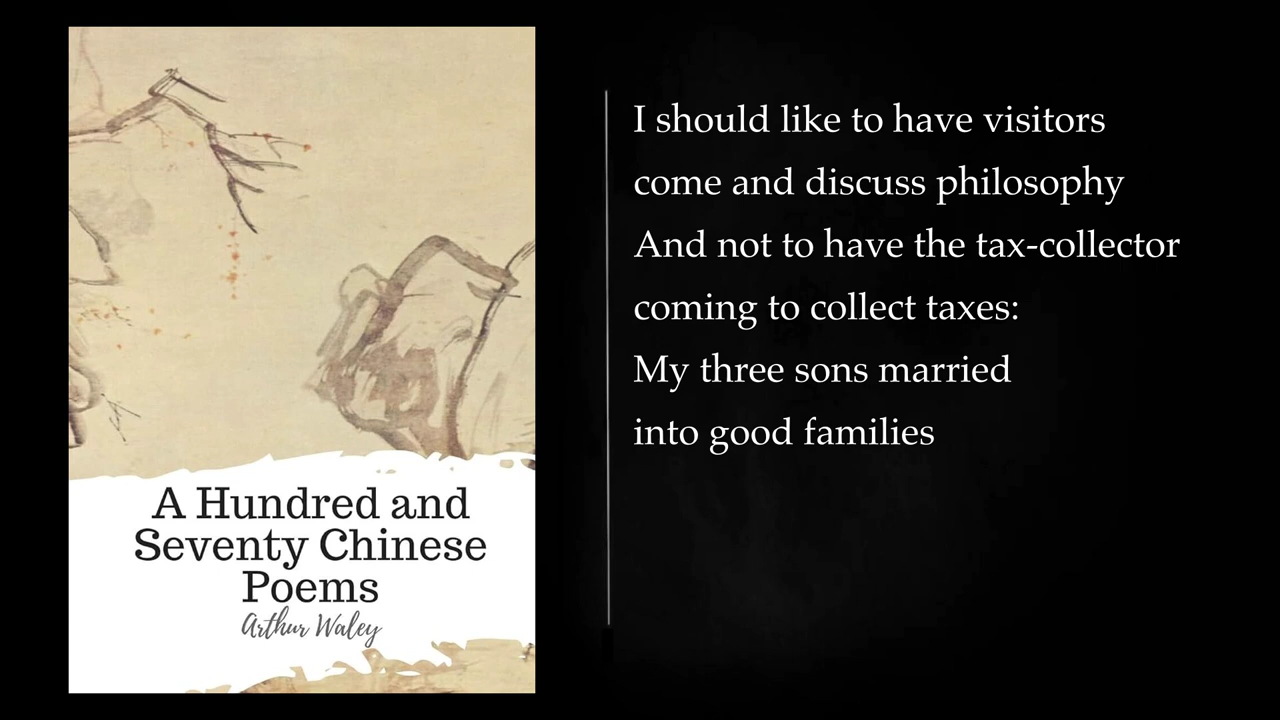 A Hundred and
Seventy Chinese
Poems
Arthur Waley
I should like to have visitors
come and discuss philosophy
And not to have the tax-collector
coming to collect taxes:
My three sons married
into good families